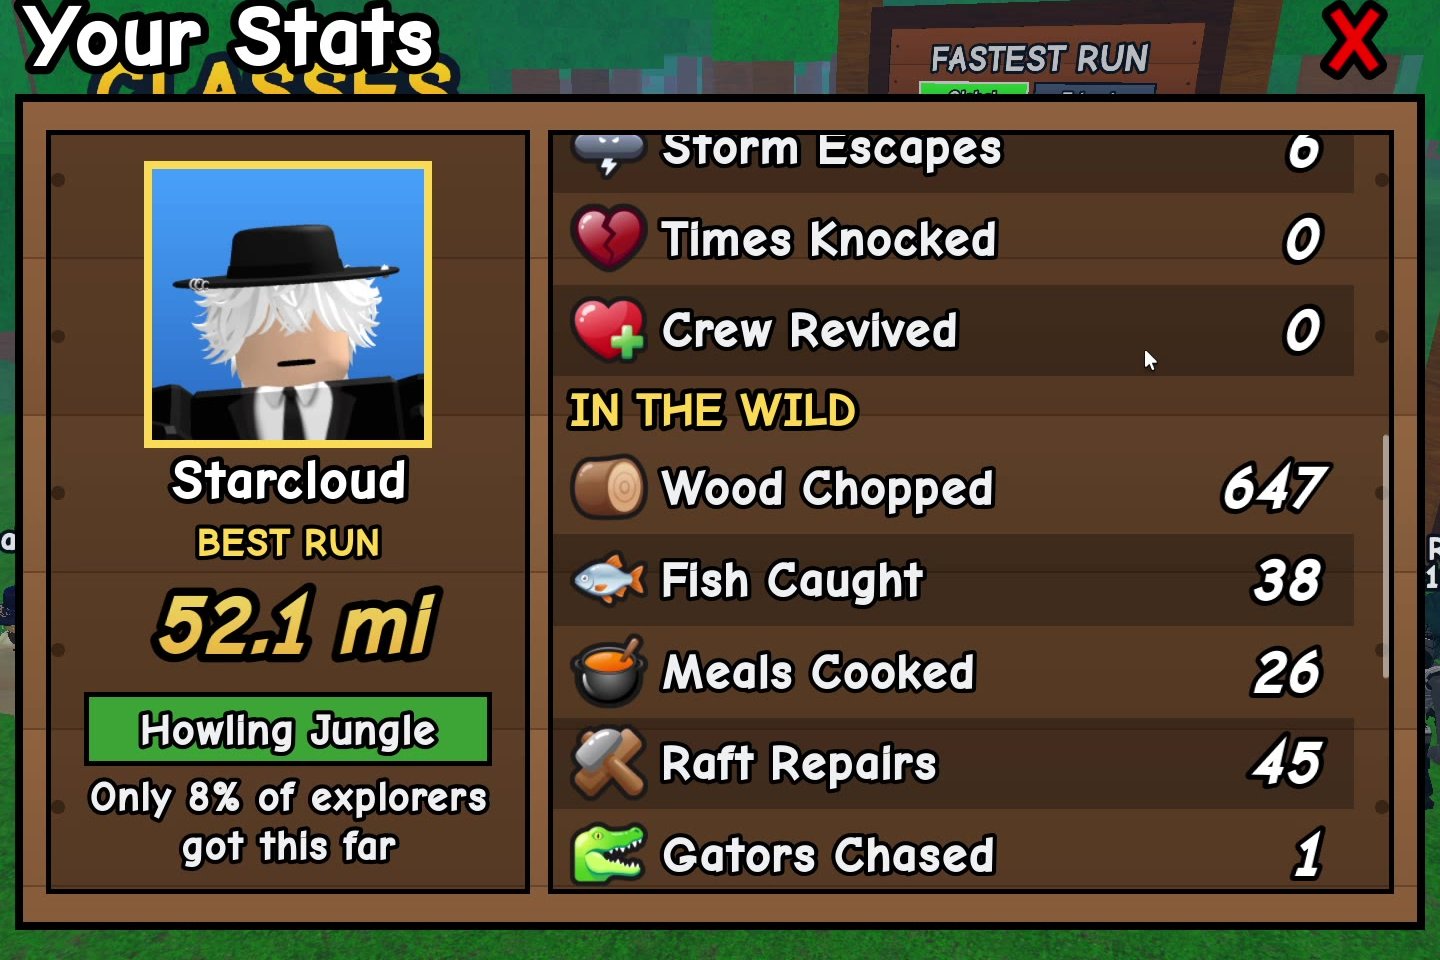 Your Stats
CLASSES
FASTEST RUN
X
Starcloud
BEST RUN
52.1 mi
Howling Jungle
Only 8% of explorers
got this far
Storm Escapes 6
Times Knocked 0
Crew Revived 0
IN THE WILD
Wood Chopped 647
Fish Caught 38
Meals Cooked 26
Raft Repairs 45
Gators Chased 1